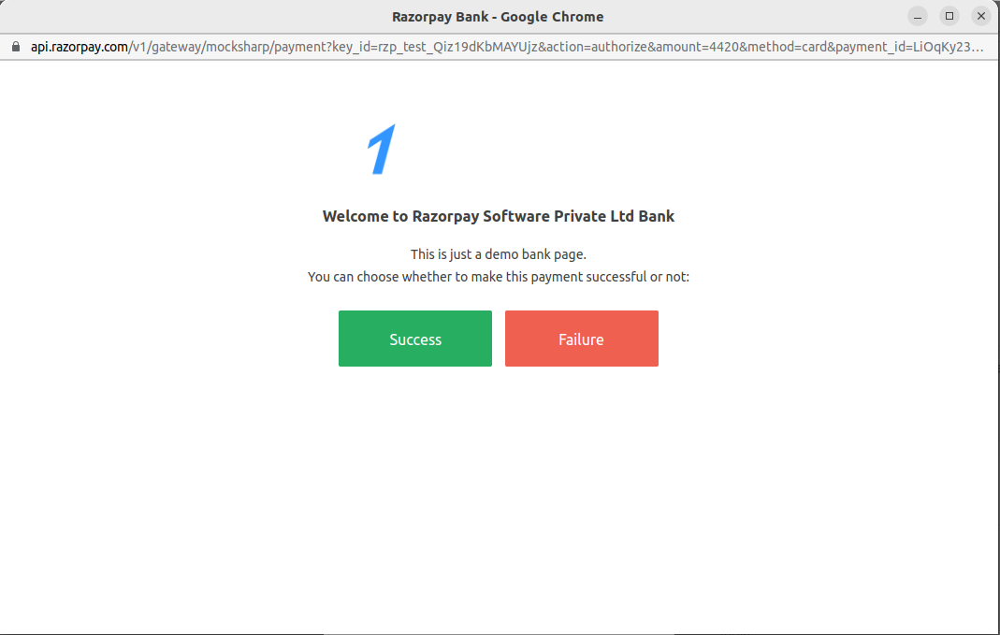 Razorpay Bank - Google Chrome
api.razorpay.com/v1/gateway/mocksharp/payment?key_id=rzp_test_Qiz19dKbMAYUjz&action=authorize&amount=4420&method=card&payment_id=LiOqKy23...
1
Welcome to Razorpay Software Private Ltd Bank
This is just a demo bank page.
You can choose whether to make this payment successful or not:
Success Failure